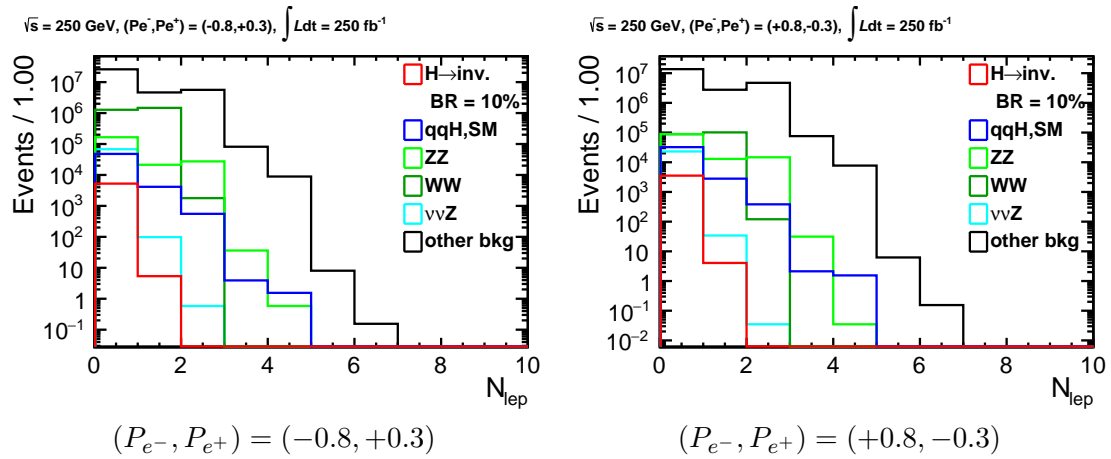 √s = 250 GeV, (Pe⁻,Pe⁺) = (-0.8,+0.3), ∫Ldt = 250 fb⁻¹
Events / 1.00
10⁷
10⁶
10⁵
10⁴
10³
10²
10
1
10⁻¹
H→inv.
BR = 10%
qqH,SM
ZZ
WW
ννZ
other bkg
0 2 4 6 8 10
N_lep
(P_{e−}, P_{e+}) = (−0.8, +0.3)
√s = 250 GeV, (Pe⁻,Pe⁺) = (+0.8,-0.3), ∫Ldt = 250 fb⁻¹
Events / 1.00
10⁷
10⁶
10⁵
10⁴
10³
10²
10
1
10⁻¹
10⁻²
H→inv.
BR = 10%
qqH,SM
ZZ
WW
ννZ
other bkg
0 2 4 6 8 10
N_lep
(P_{e−}, P_{e+}) = (+0.8, −0.3)